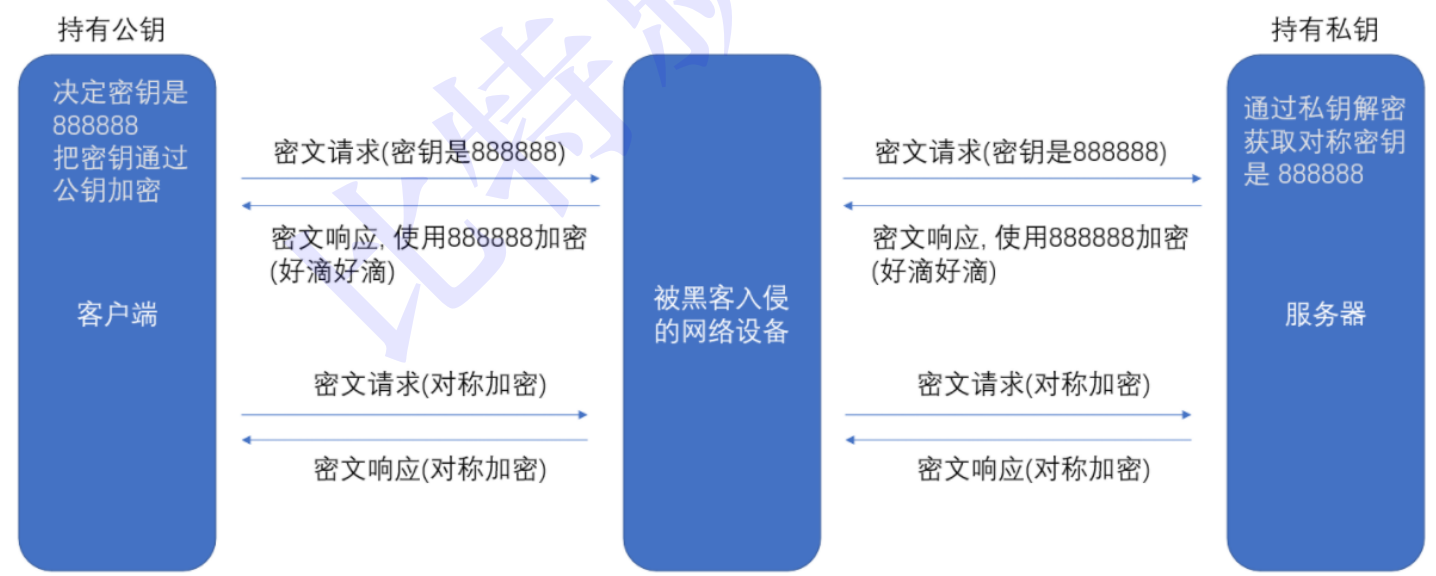 持有公钥
持有私钥
决定密钥是
888888
把密钥通过
公钥加密
客户端
密文请求(密钥是888888)
密文响应, 使用888888加密
(好滴好滴)
密文请求(对称加密)
密文响应(对称加密)
被黑客入侵
的网络设备
密文请求(密钥是888888)
密文响应, 使用888888加密
(好滴好滴)
密文请求(对称加密)
密文响应(对称加密)
通过私钥解密
获取对称密钥
是 888888
服务器
比特